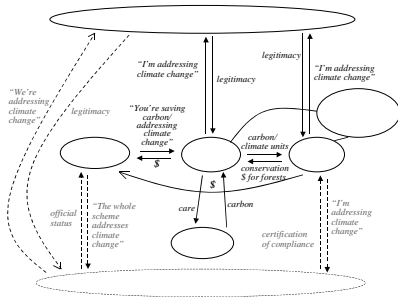 “I’m addressing
climate change”
legitimacy
legitimacy
“I’m addressing
climate change”
“We’re
addressing
climate
change”
legitimacy
“You’re saving
carbon/
addressing
climate
change”
$
carbon/
climate units
conservation
$ for forests
$
official
status
“The whole
scheme
addresses
climate
change”
care
carbon
certification
of compliance
“I’m
addressing
climate
change”